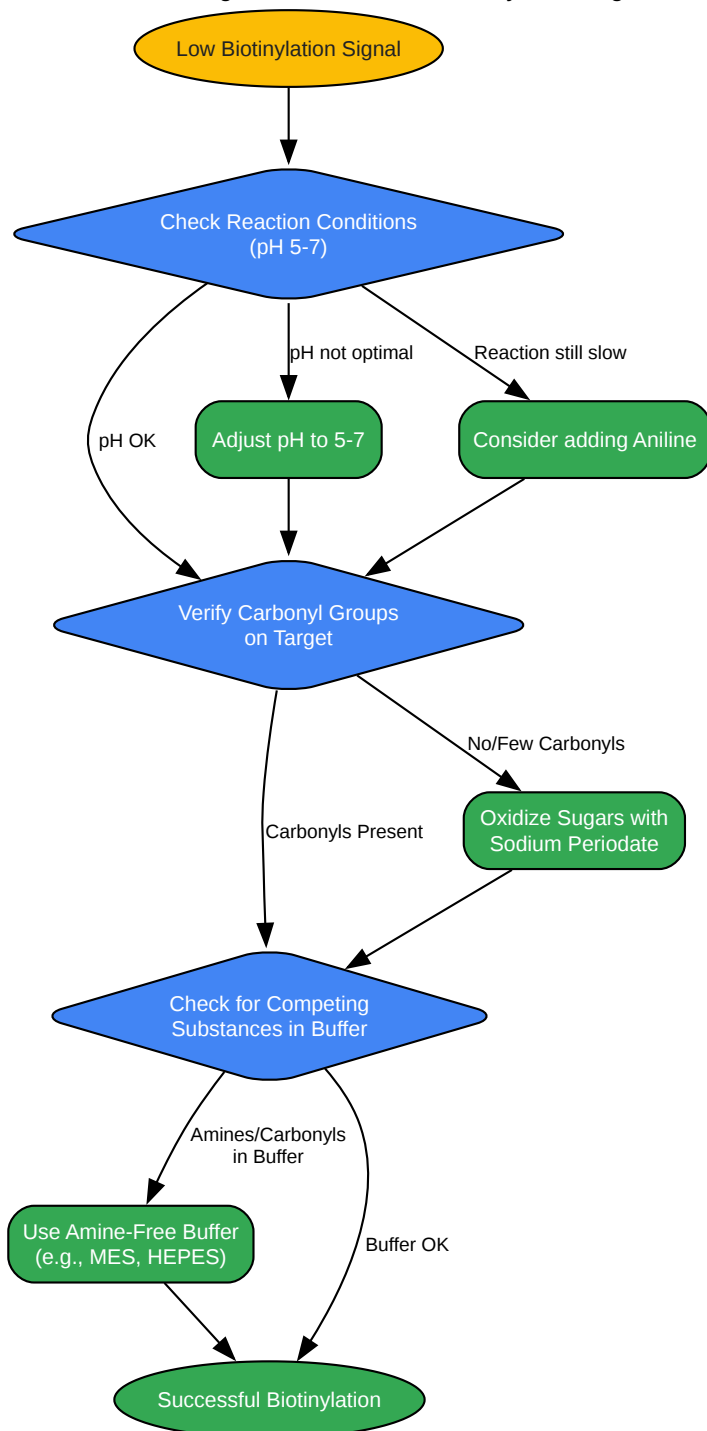 Low Biotinylation Signal
Check Reaction Conditions
(pH 5-7)
pH not optimal
Reaction still slow
pH OK
Adjust pH to 5-7
Consider adding Aniline
Verify Carbonyl Groups
on Target
No/Few Carbonyls
Carbonyls Present
Oxidize Sugars with
Sodium Periodate
Check for Competing
Substances in Buffer
Amines/Carbonyls
in Buffer
Use Amine-Free Buffer
(e.g., MES, HEPES)
Buffer OK
Successful Biotinylation